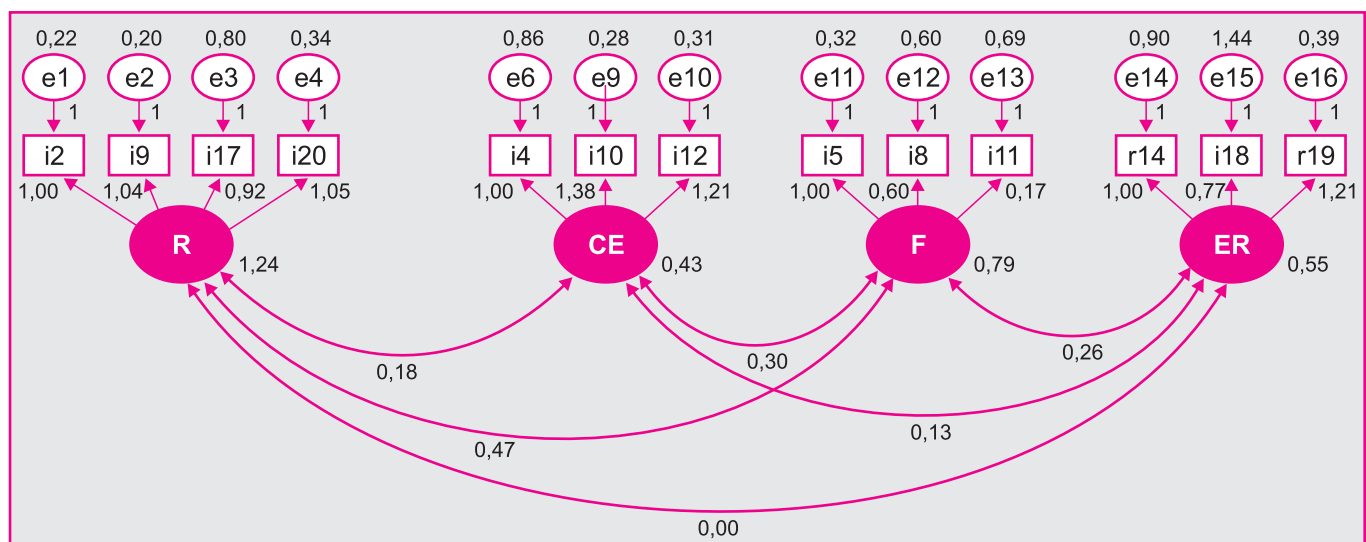 0,22 0,20 0,80 0,34 0,86 0,28 0,31 0,32 0,60 0,69 0,90 1,44 0,39
e1 e2 e3 e4 e6 e9 e10 e11 e12 e13 e14 e15 e16
1 1 1 1 1 1 1 1 1 1 1 1 1
i2 i9 i17 i20 i4 i10 i12 i5 i8 i11 r14 i18 r19
1,00 1,04 0,92 1,05 1,00 1,38 1,21 1,00 0,60 0,17 1,00 0,77 1,21
R CE F ER
1,24 0,43 0,79 0,55
0,18 0,30 0,26
0,47 0,13
0,00